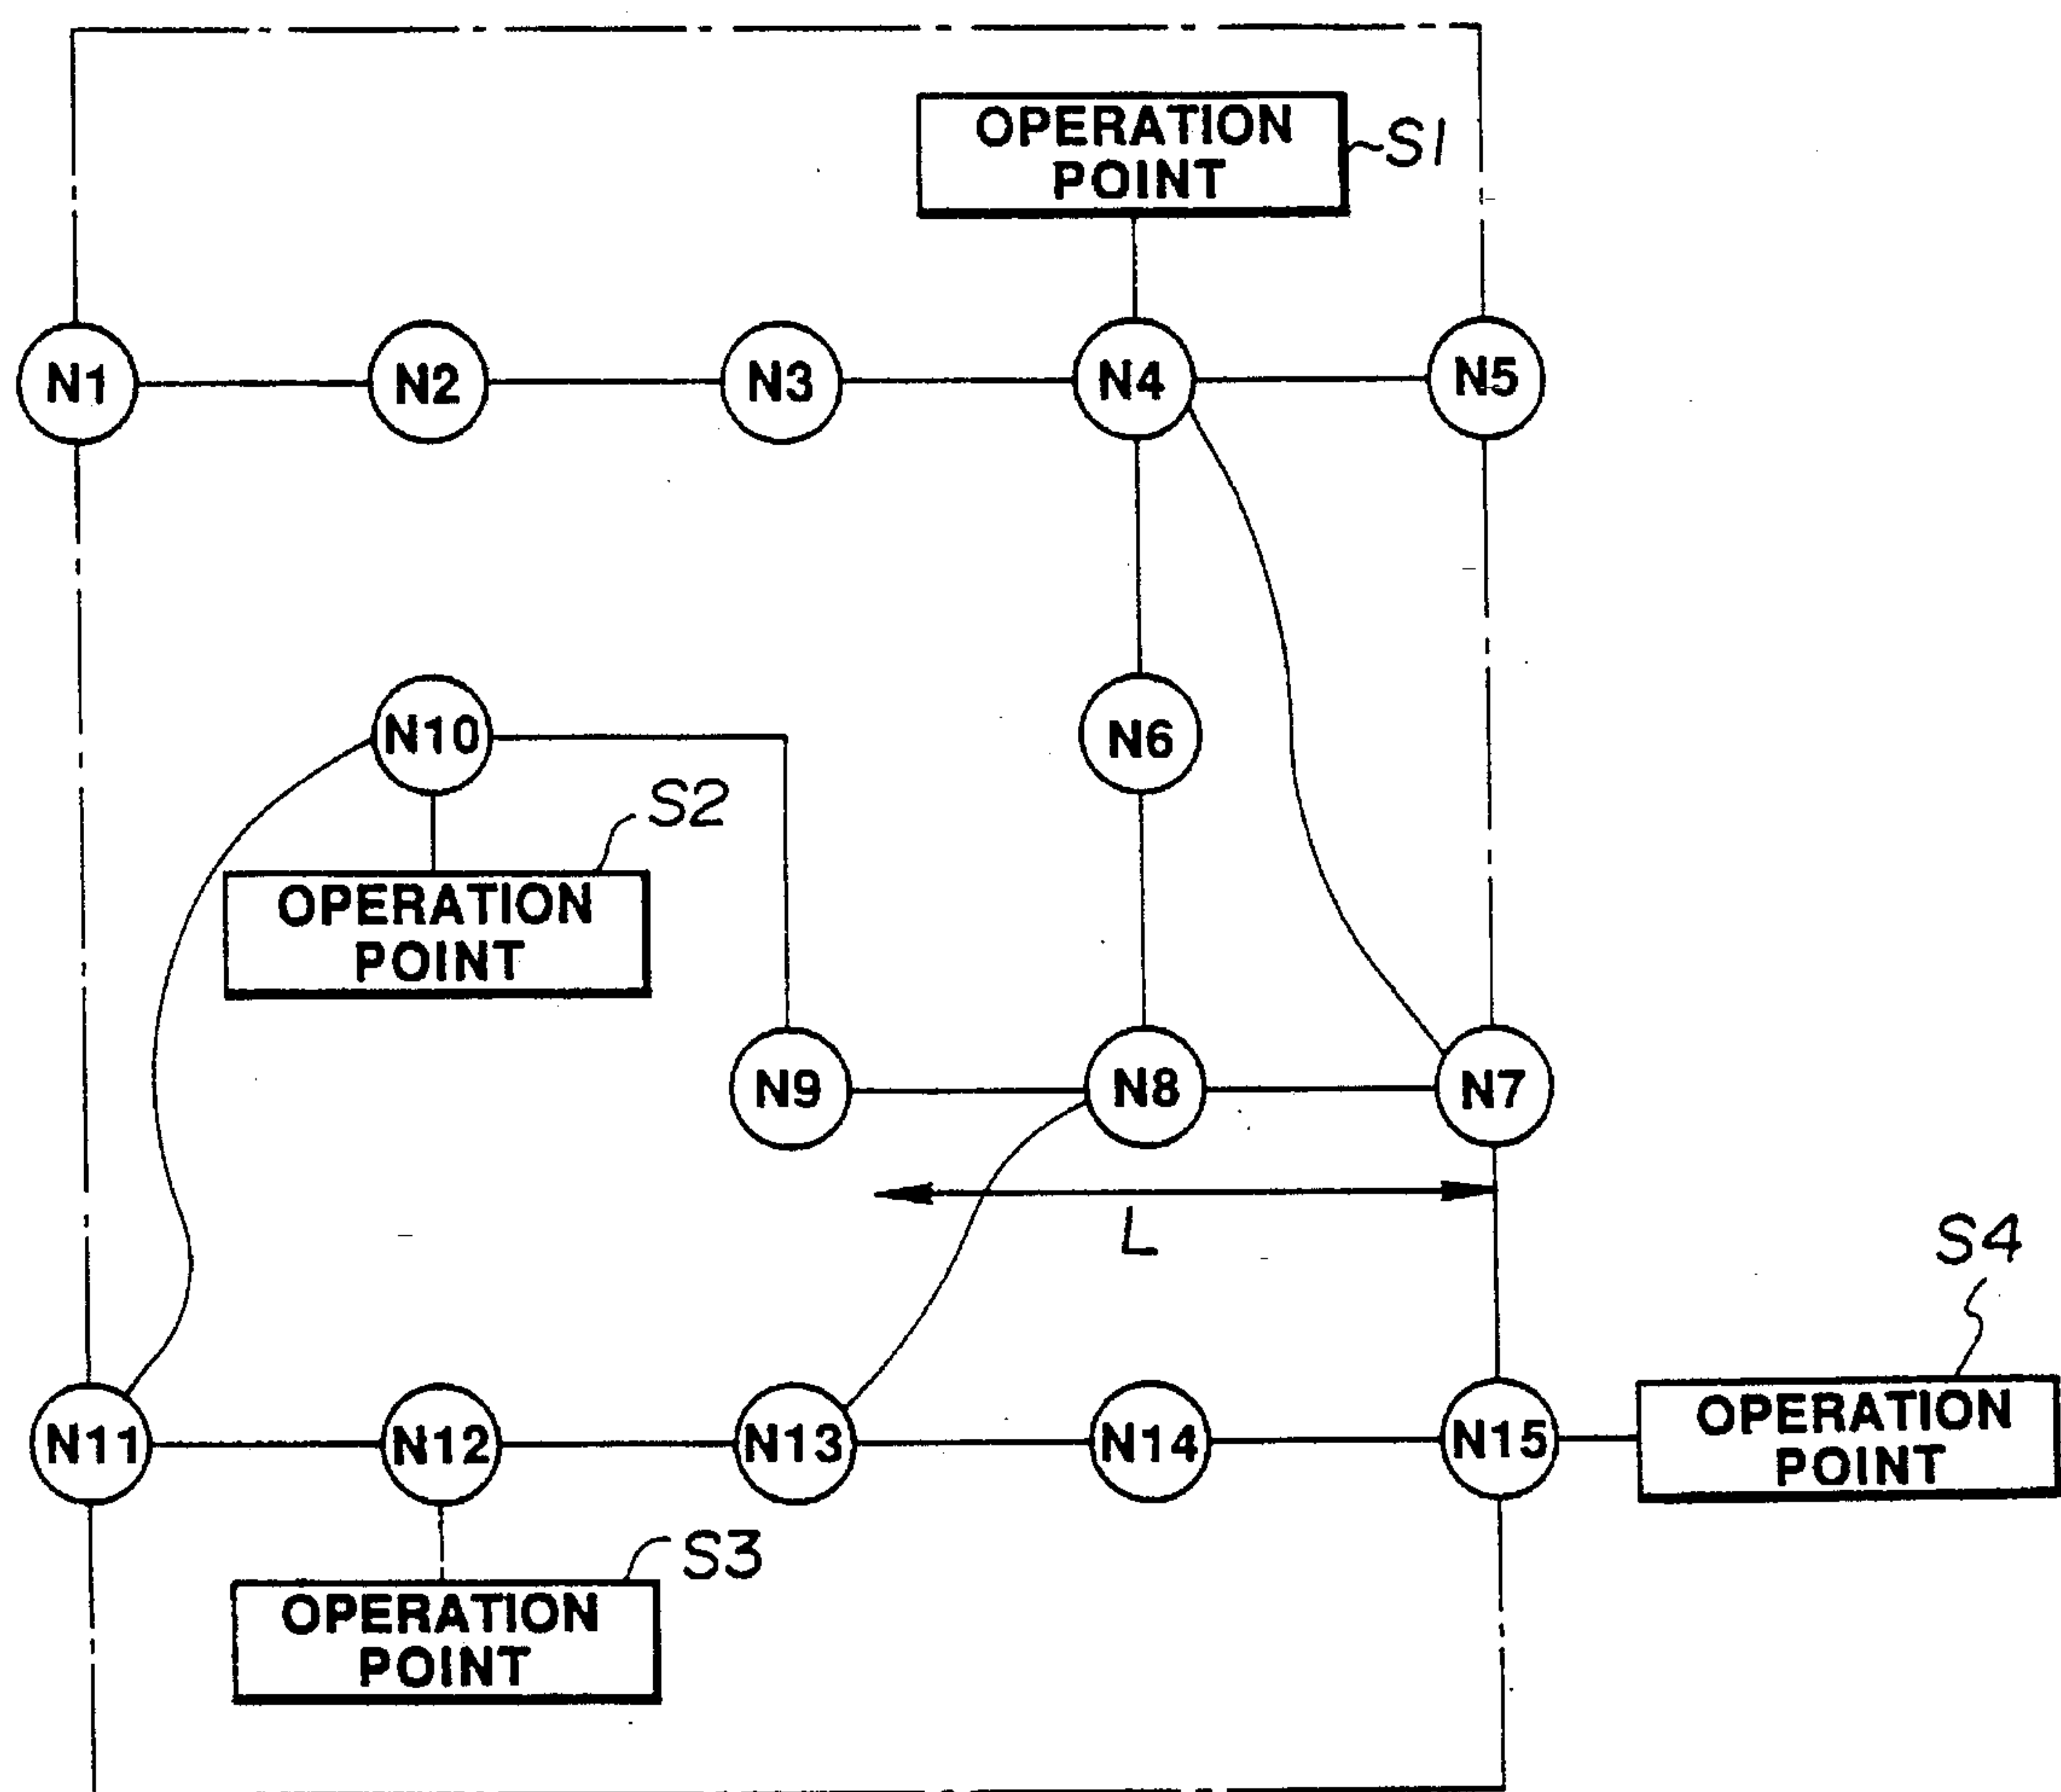 OPERATION
POINT
S1
N1
N2
N3
N4
N5
N10
N6
S2
OPERATION
POINT
N9
N8
N7
L
S4
N11
N12
N13
N14
N15
OPERATION
POINT
S3
OPERATION
POINT